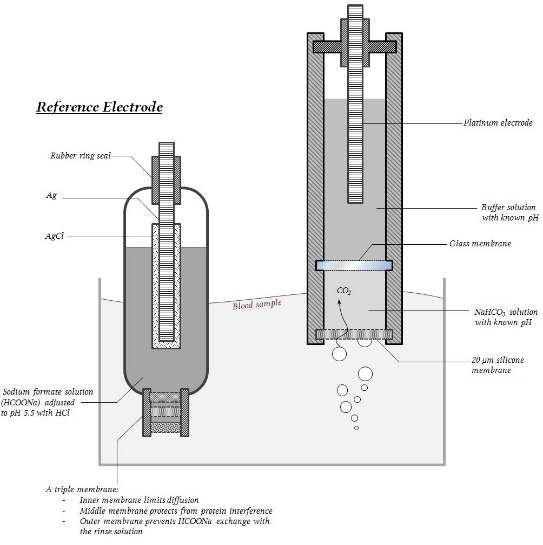 Reference Electrode
Rubber ring seal
Ag
AgCl
Sodium formate solution
(HCOONa) adjusted
to pH 5.5 with HCl
A triple membrane:
- Inner membrane limits diffusion
- Middle membrane protects from protein interference
- Outer membrane prevents HCOONa exchange with
the rinse solution
Blood sample
CO2
Platinum electrode
Buffer solution
with known pH
Glass membrane
NaHCO3 solution
with known pH
20 μm silicone
membrane